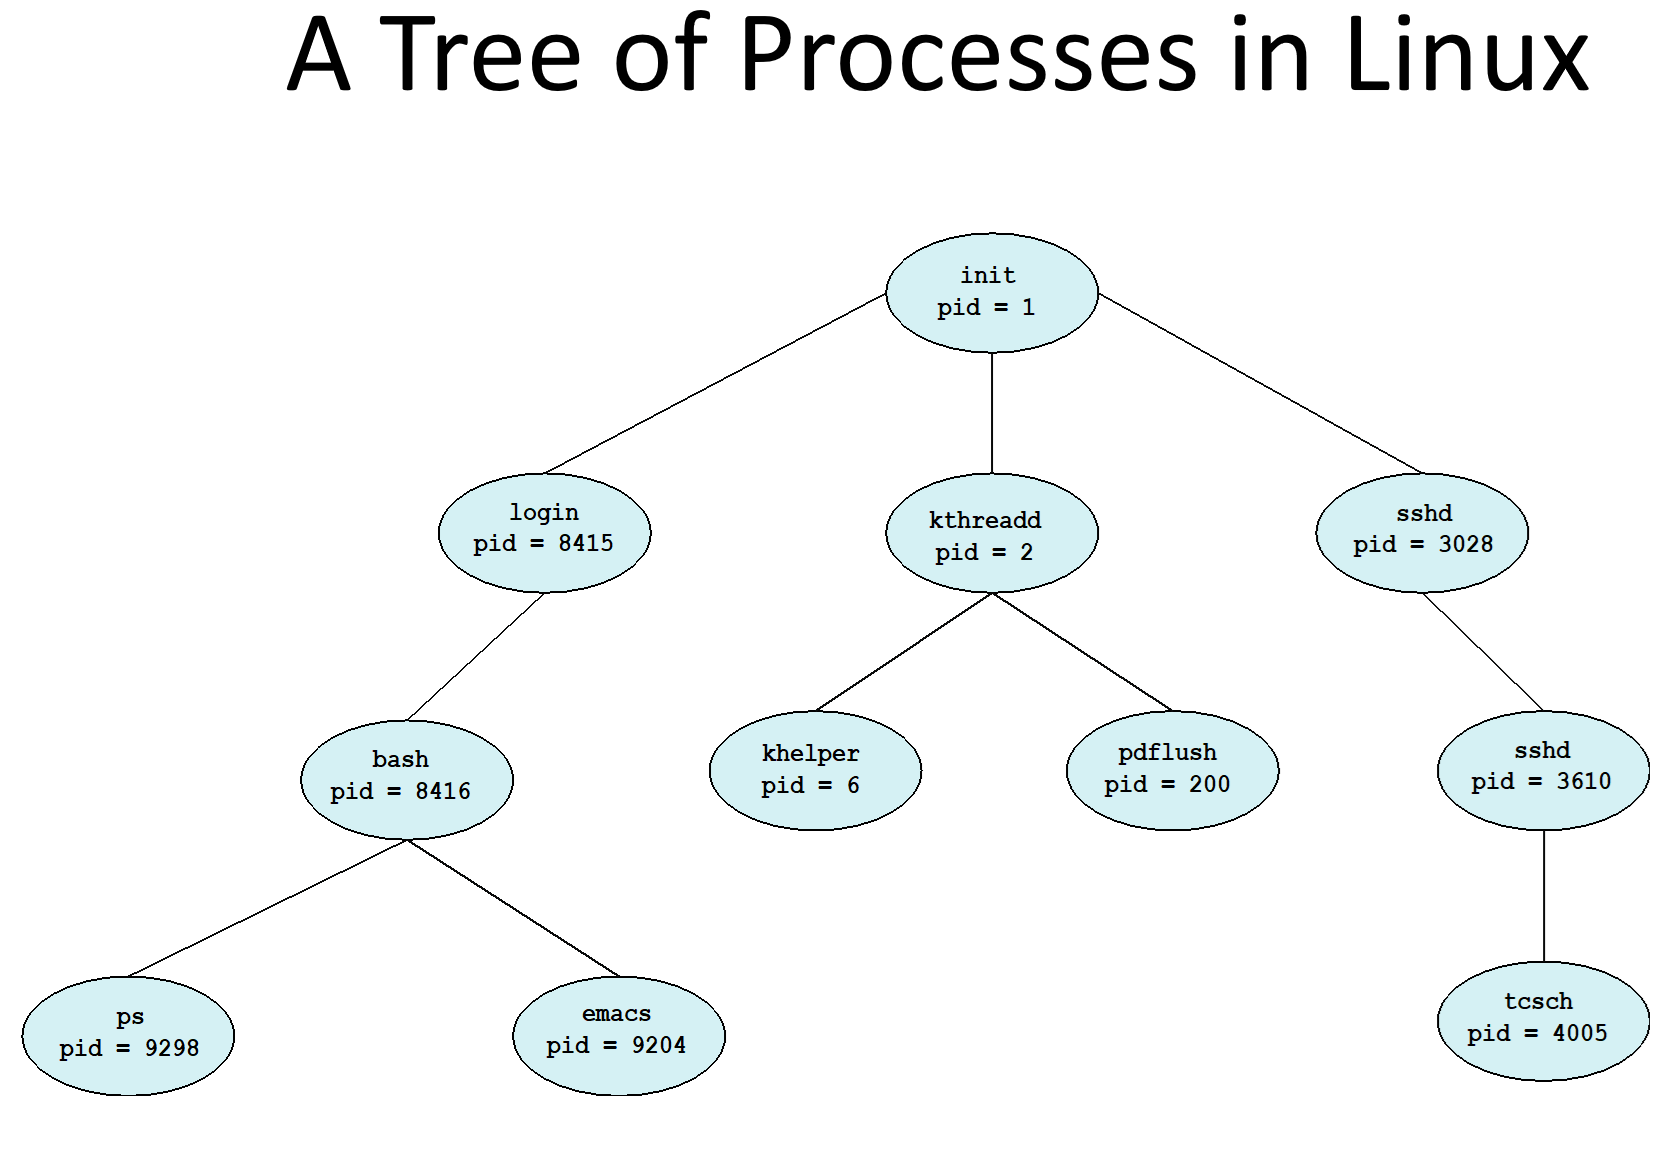 A Tree of Processes in Linux
init
pid = 1
login
pid = 8415
kthreadd
pid = 2
sshd
pid = 3028
bash
pid = 8416
khelper
pid = 6
pdflush
pid = 200
sshd
pid = 3610
ps
pid = 9298
emacs
pid = 9204
tcsch
pid = 4005